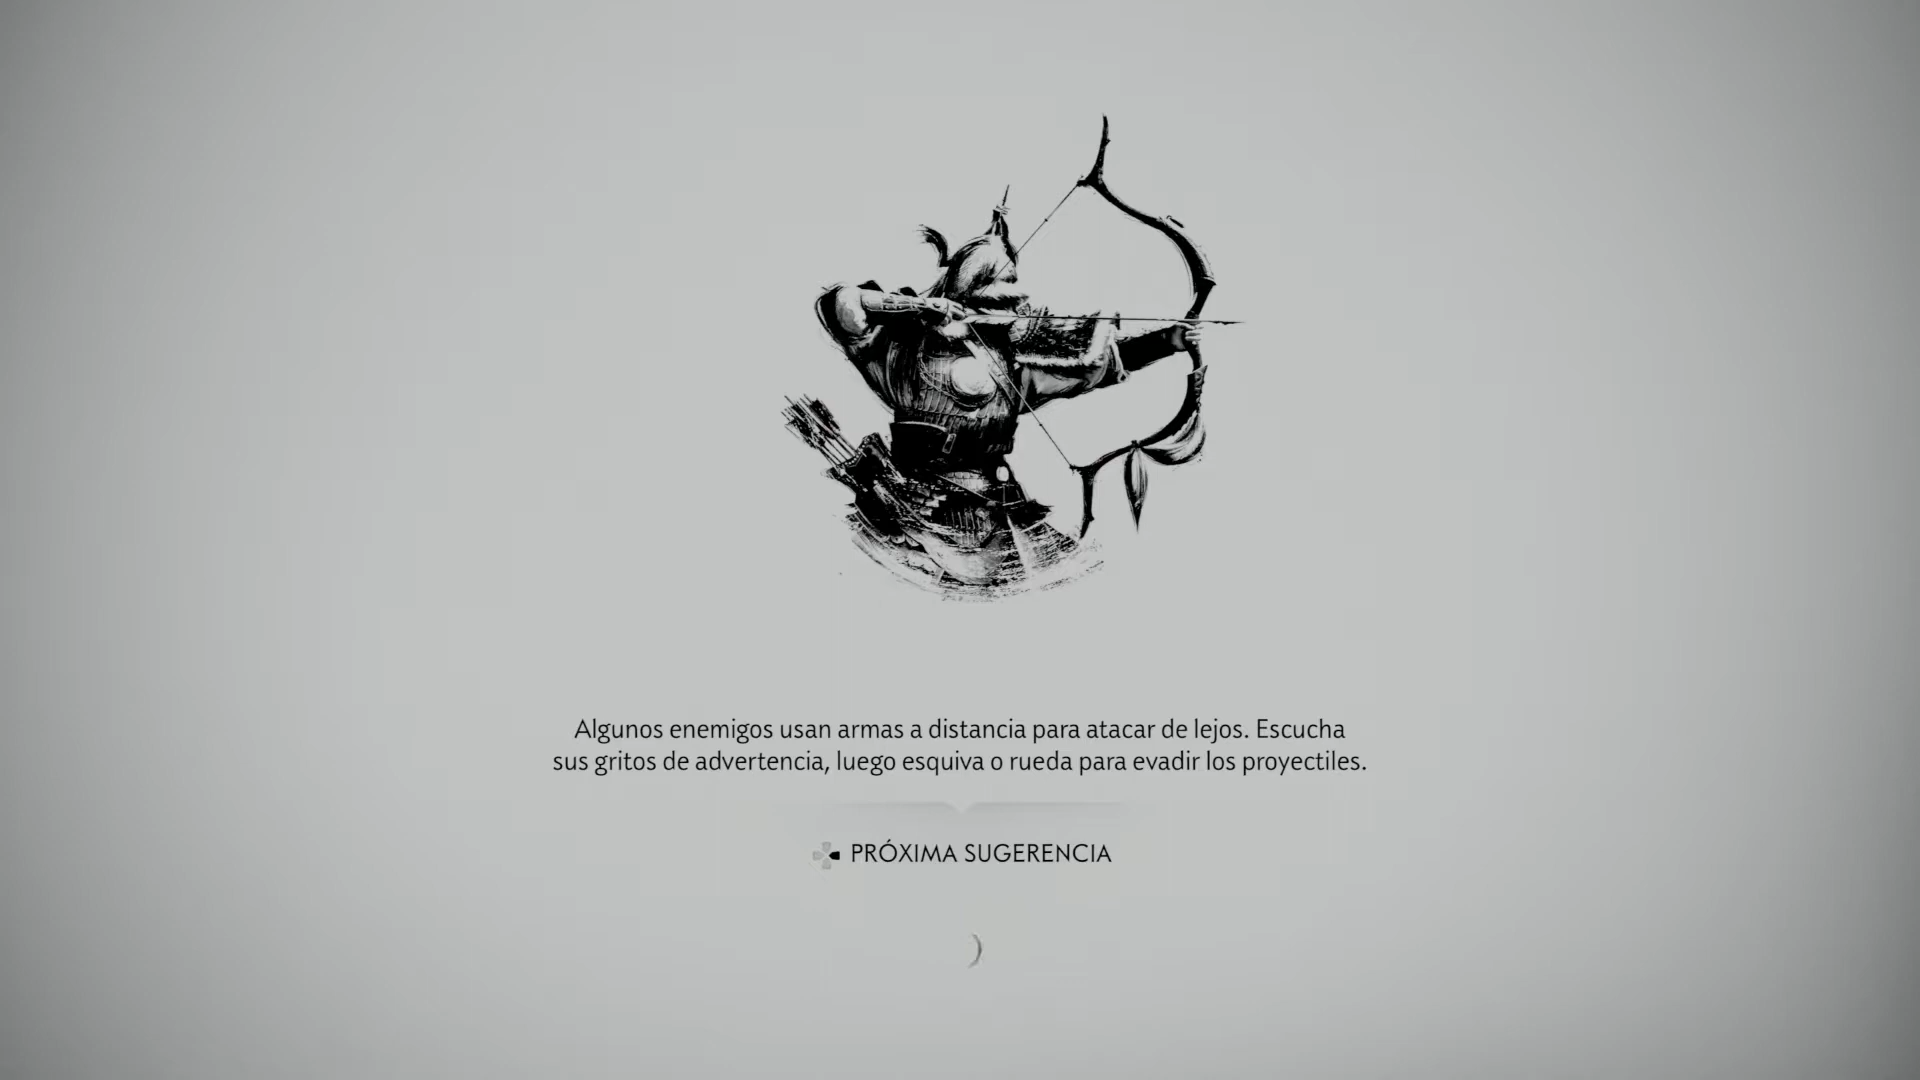 Algunos enemigos usan armas a distancia para atacar de lejos. Escucha
sus gritos de advertencia, luego esquiva o rueda para evadir los proyectiles.
PRÓXIMA SUGERENCIA